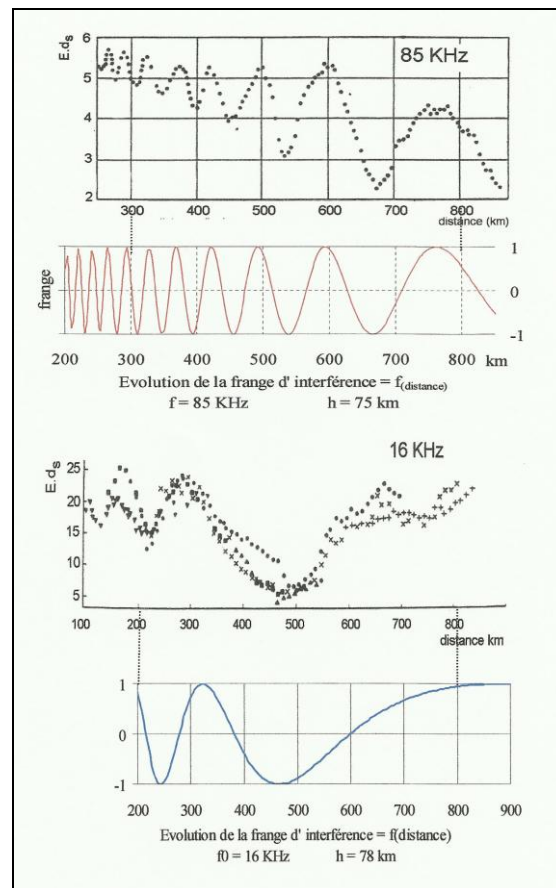 6
85 KHz
E.ds
5
4
3
2
300 400 500 600 700 800
distance (km)
1
frange
0
-1
200 300 400 500 600 700 800 km
Evolution de la frange d' interférence = f(distance)
f = 85 KHz h = 75 km
16 KHz
25
E.ds
20
15
10
5
100 200 300 400 500 600 700 800
distance km
1
0
-1
200 300 400 500 600 700 800 900
Evolution de la frange d' interférence = f(distance)
f0 = 16 KHz h = 78 km